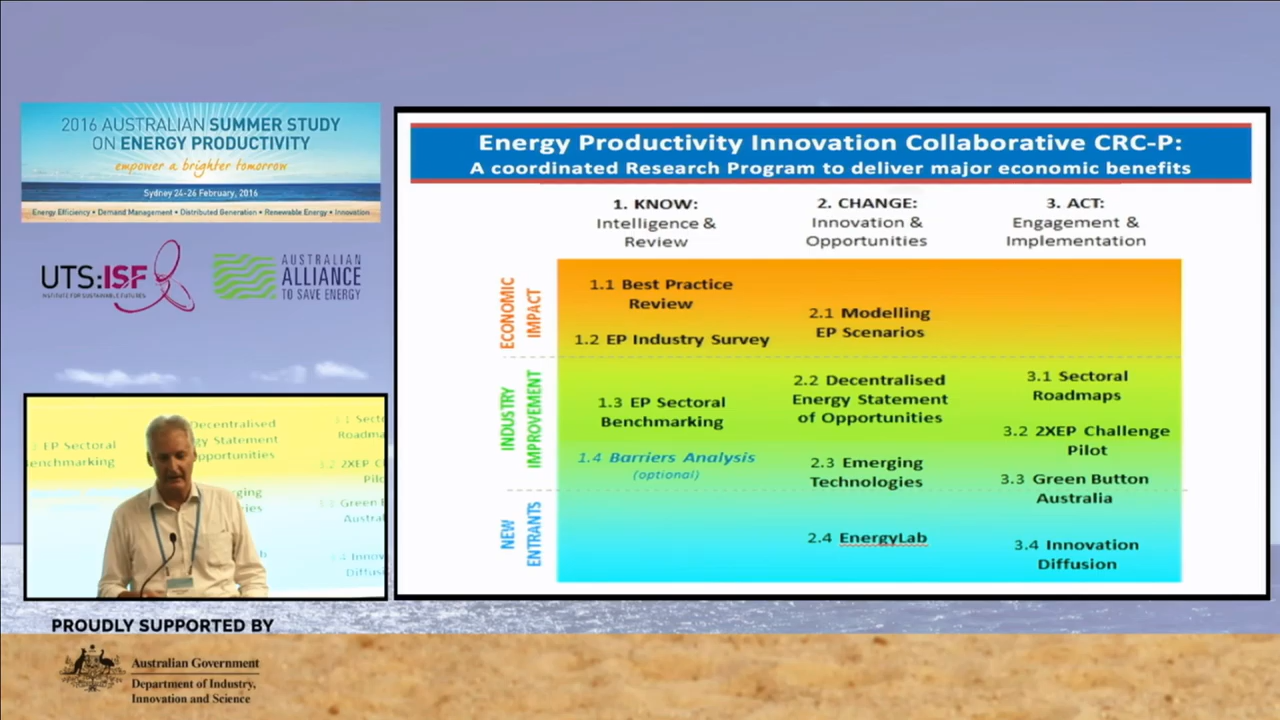 2016 AUSTRALIAN SUMMER STUDY
ON ENERGY PRODUCTIVITY
empower a brighter tomorrow
Sydney 24-26 February, 2016
Energy Efficiency • Demand Management • Distributed Generation • Renewable Energy • Innovation
UTS:ISF
INSTITUTE FOR SUSTAINABLE FUTURES
AUSTRALIAN
ALLIANCE
TO SAVE ENERGY
Energy Productivity Innovation Collaborative CRC-P:
A coordinated Research Program to deliver major economic benefits
1. KNOW:
Intelligence &
Review
2. CHANGE:
Innovation &
Opportunities
3. ACT:
Engagement &
Implementation
ECONOMIC
IMPACT
1.1 Best Practice
Review
1.2 EP Industry Survey
2.1 Modelling
EP Scenarios
INDUSTRY
IMPROVEMENT
1.3 EP Sectoral
Benchmarking
1.4 Barriers Analysis
(optional)
2.2 Decentralised
Energy Statement
of Opportunities
2.3 Emerging
Technologies
3.1 Sectoral
Roadmaps
3.2 2XEP Challenge
Pilot
3.3 Green Button
Australia
NEW
ENTRANTS
2.4 EnergyLab
3.4 Innovation
Diffusion
EP Sectoral
Decentralised
Statement
PROUDLY SUPPORTED BY
Australian Government
Department of Industry,
Innovation and Science